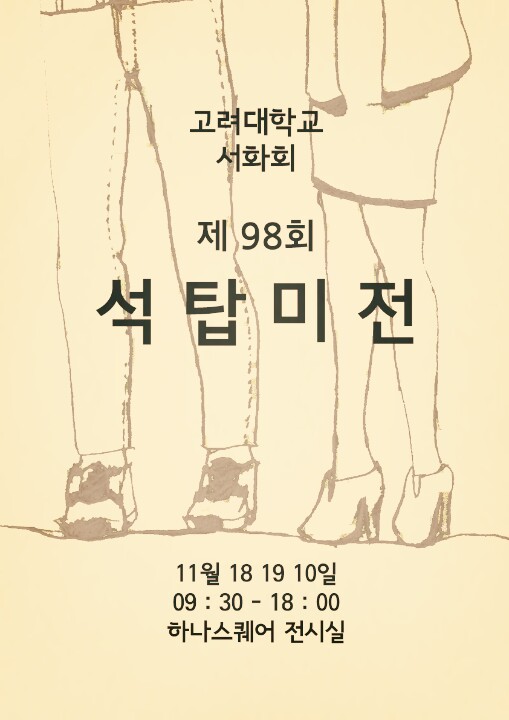 고려대학교
서화회
제 98회
석탑미전
11월 18 19 10일
09 : 30 - 18 : 00
하나스퀘어 전시실